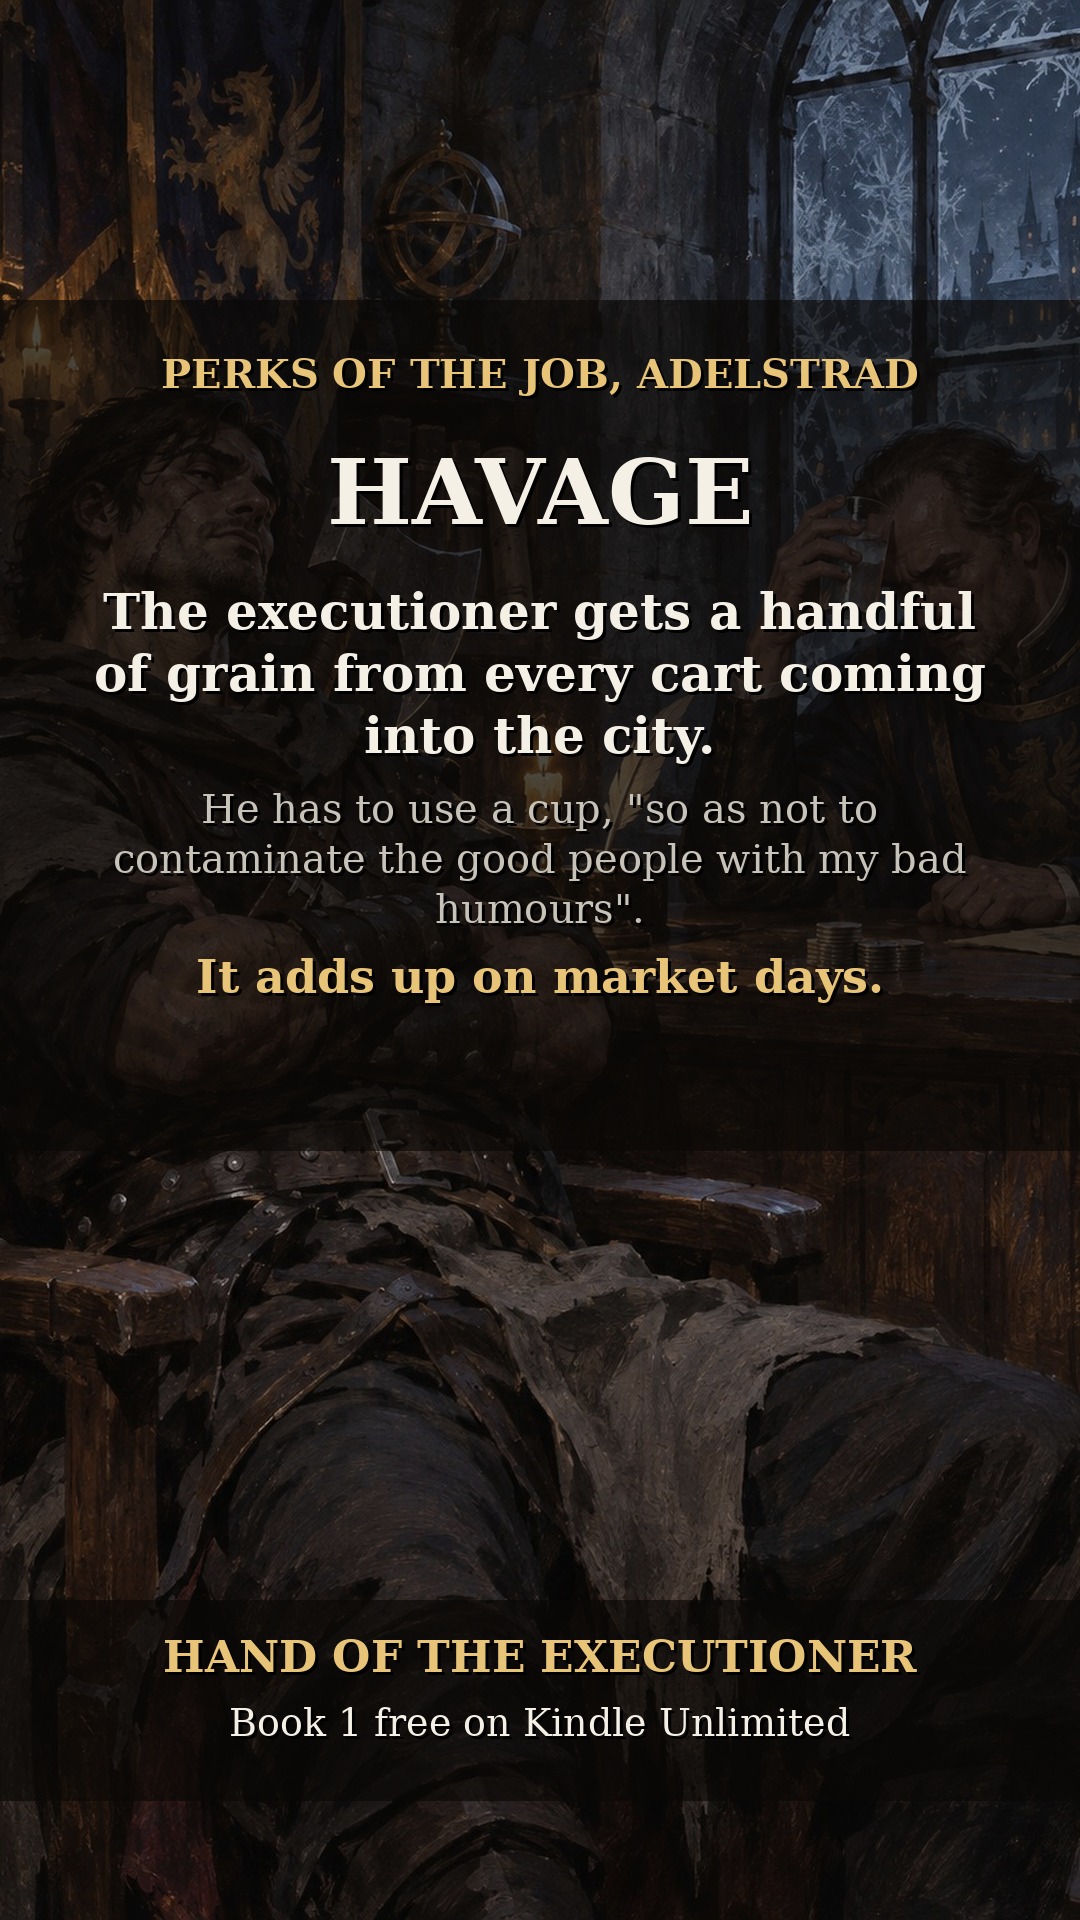 PERKS OF THE JOB, ADELSTRAD
HAVAGE
The executioner gets a handful
of grain from every cart coming
into the city.
He has to use a cup, "so as not to
contaminate the good people with my bad
humours".
It adds up on market days.
HAND OF THE EXECUTIONER
Book 1 free on Kindle Unlimited